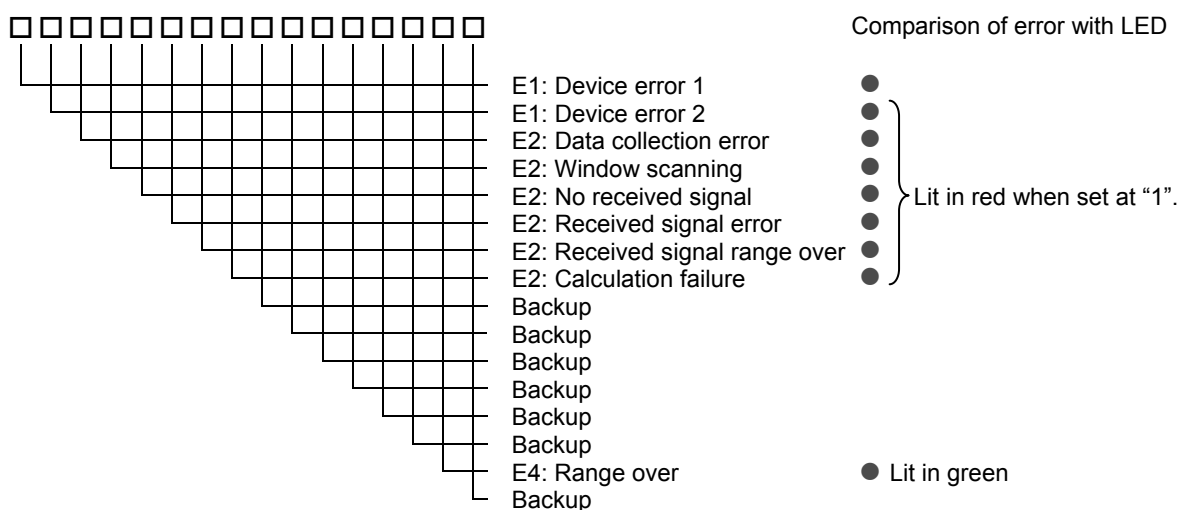 Comparison of error with LED
E1: Device error 1
E1: Device error 2
E2: Data collection error
E2: Window scanning
E2: No received signal
Lit in red when set at “1”.
E2: Received signal error
E2: Received signal range over
E2: Calculation failure
Backup
Backup
Backup
Backup
Backup
Backup
E4: Range over
Lit in green
Backup